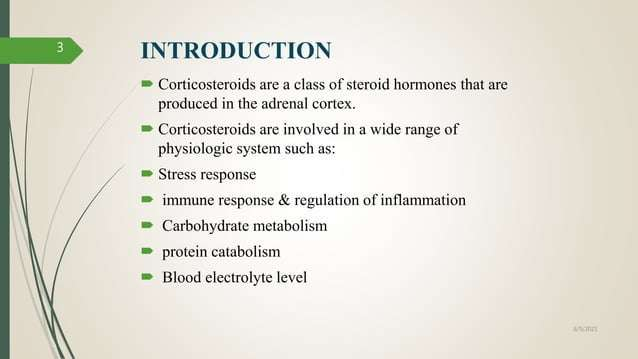 3
INTRODUCTION
Corticosteroids are a class of steroid hormones that are
produced in the adrenal cortex.
Corticosteroids are involved in a wide range of
physiologic system such as:
Stress response
immune response & regulation of inflammation
Carbohydrate metabolism
protein catabolism
Blood electrolyte level